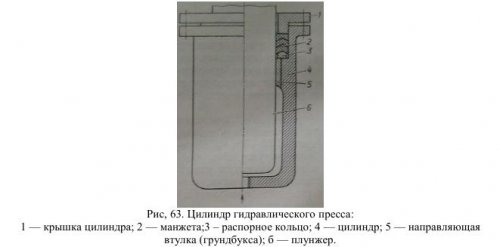 1
2
3
4
5
6
Рис, 63. Цилиндр гидравлического пресса:
1 — крышка цилиндра; 2 — манжета;3 – распорное кольцо; 4 — цилиндр; 5 — направляющая
втулка (грундбукса); б — плунжер.